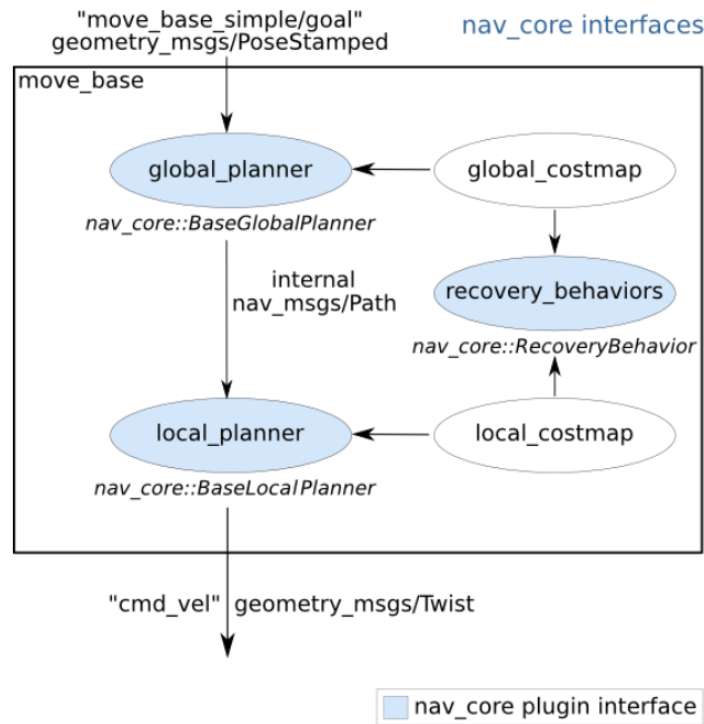 "move_base_simple/goal"
geometry_msgs/PoseStamped
nav_core interfaces
move_base
global_planner
global_costmap
nav_core::BaseGlobalPlanner
internal
nav_msgs/Path
recovery_behaviors
nav_core::RecoveryBehavior
local_planner
local_costmap
nav_core::BaseLocalPlanner
"cmd_vel" geometry_msgs/Twist
nav_core plugin interface